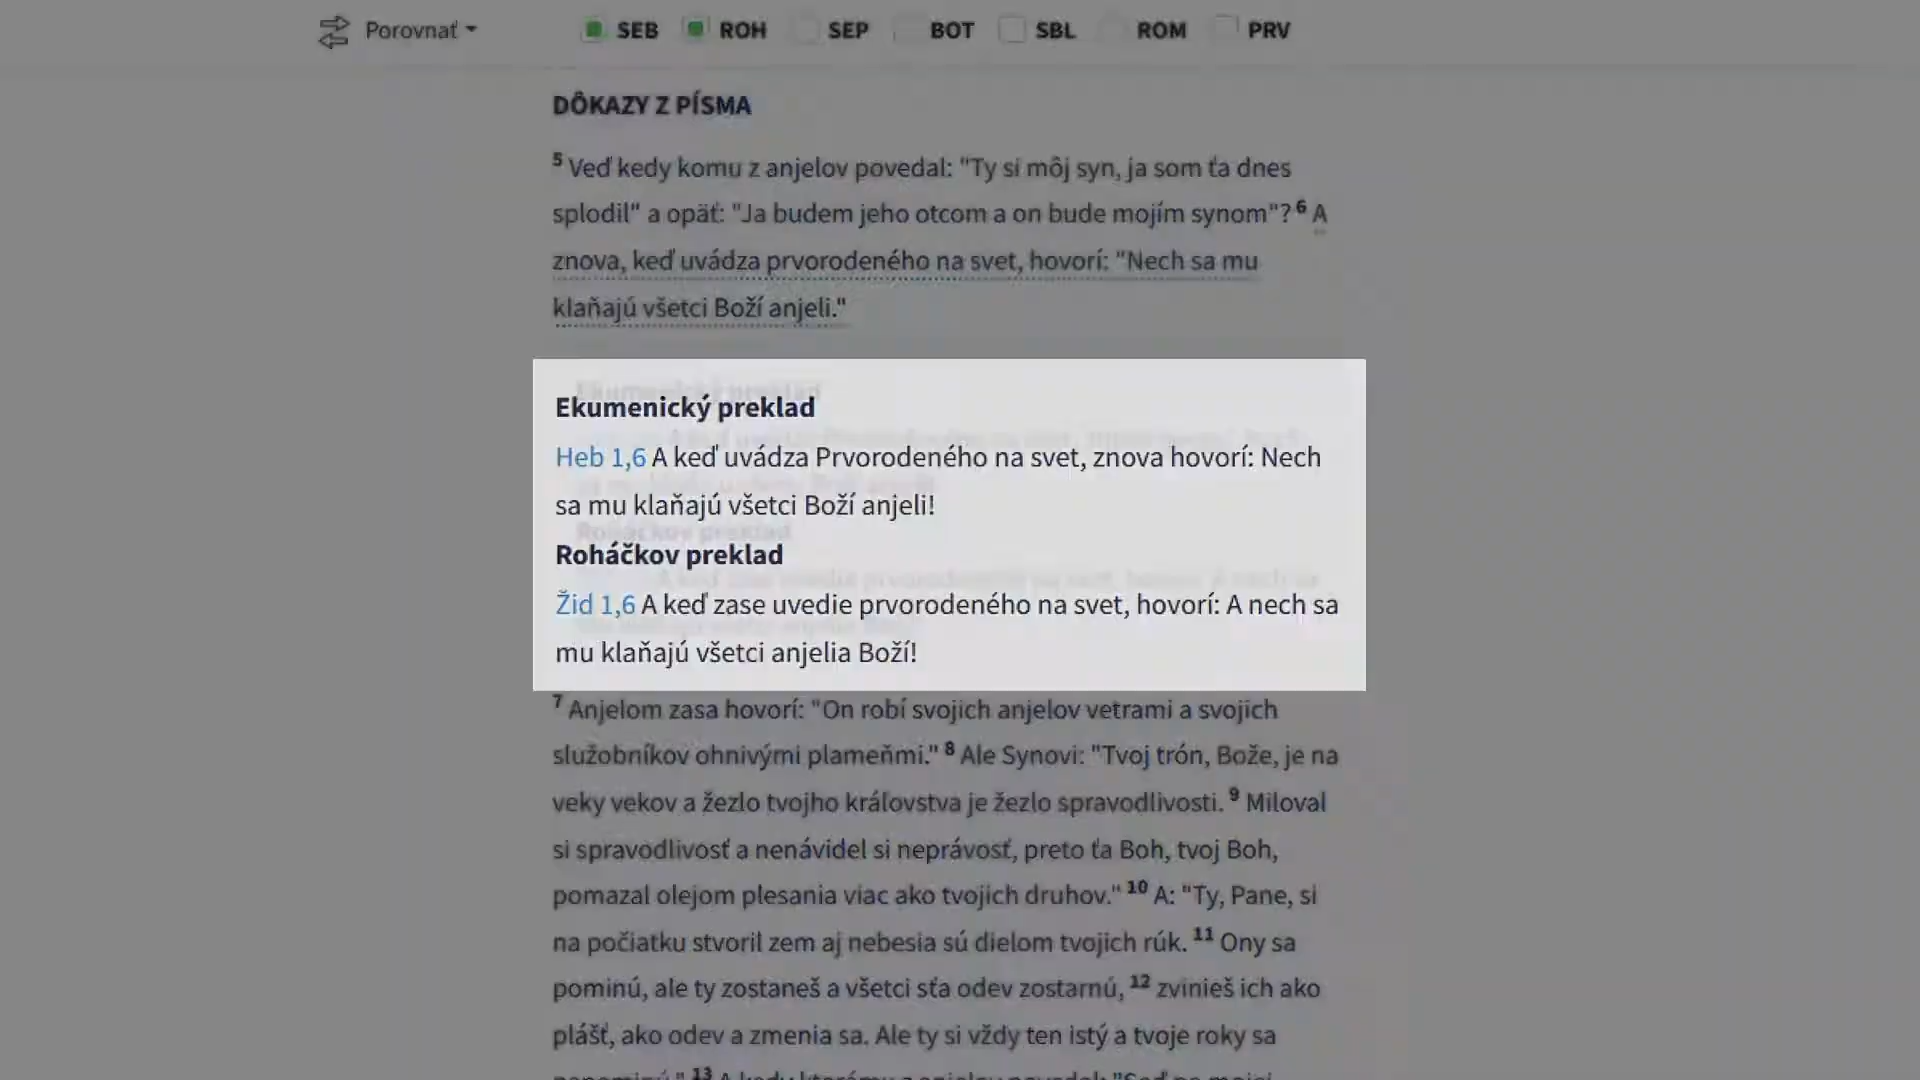 Porovnať SEB ROH SEP BOT SBL ROM PRV
DÔKAZY Z PÍSMA
5 Veď kedy komu z anjelov povedal: "Ty si môj syn, ja som ťa dnes
splodil" a opäť: "Ja budem jeho otcom a on bude mojím synom"? 6 A
znova, keď uvádza prvorodeného na svet, hovorí: "Nech sa mu
klaňajú všetci Boží anjeli."
Ekumenický preklad
Heb 1,6 A keď uvádza Prvorodeného na svet, znova hovorí: Nech
sa mu klaňajú všetci Boží anjeli!
Roháčkov preklad
Žid 1,6 A keď zase uvedie prvorodeného na svet, hovorí: A nech sa
mu klaňajú všetci anjelia Boží!
7 Anjelom zasa hovorí: "On robí svojich anjelov vetrami a svojich
služobníkov ohnivými plameňmi." 8 Ale Synovi: "Tvoj trón, Bože, je na
veky vekov a žezlo tvojho kráľovstva je žezlo spravodlivosti. 9 Miloval
si spravodlivosť a nenávidel si neprávosť, preto ťa Boh, tvoj Boh,
pomazal olejom plesania viac ako tvojich druhov." 10 A: "Ty, Pane, si
na počiatku stvoril zem aj nebesia sú dielom tvojich rúk. 11 Ony sa
pominú, ale ty zostaneš a všetci sťa odev zostarnú, 12 zvinieš ich ako
plášť, ako odev a zmenia sa. Ale ty si vždy ten istý a tvoje roky sa
13 A kedy ktorému z anjelov povedal: "Seď po mojej